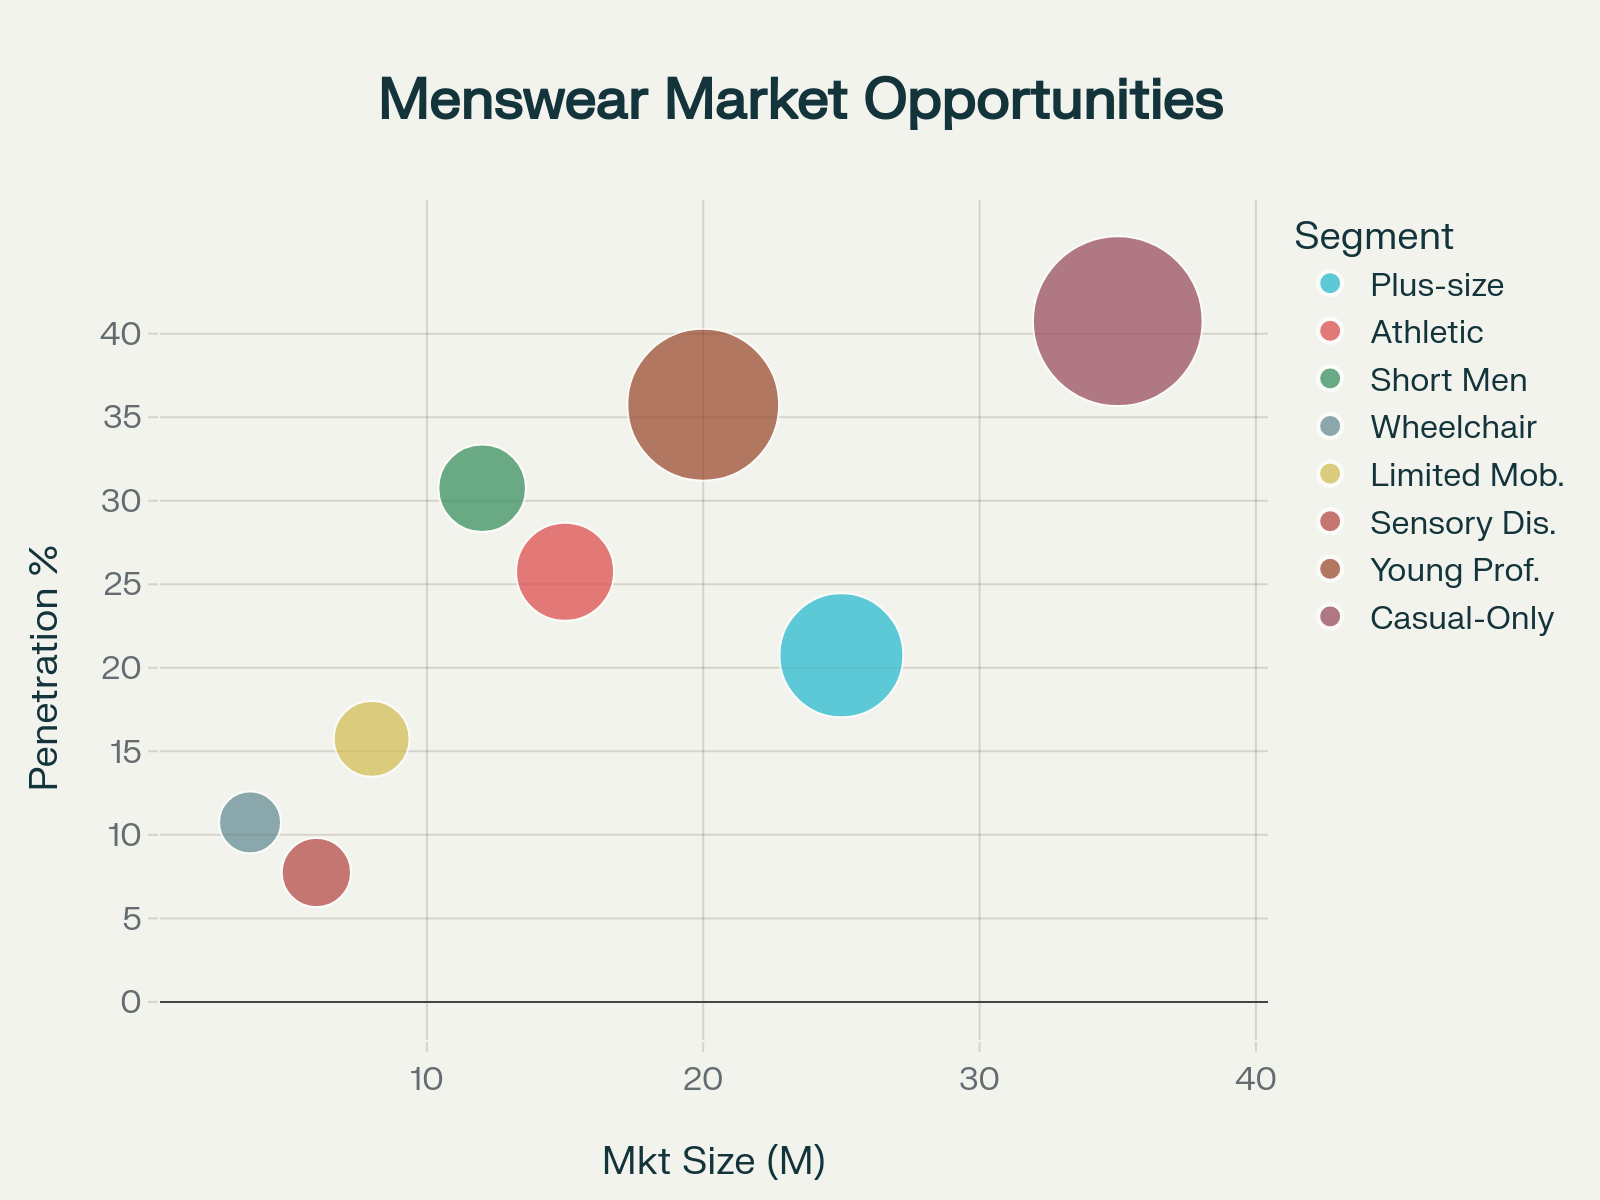 Menswear Market Opportunities
Segment
Plus-size
Athletic
Short Men
Wheelchair
Limited Mob.
Sensory Dis.
Young Prof.
Casual-Only
Penetration %
40
35
30
25
20
15
10
5
0
10 20 30 40
Mkt Size (M)